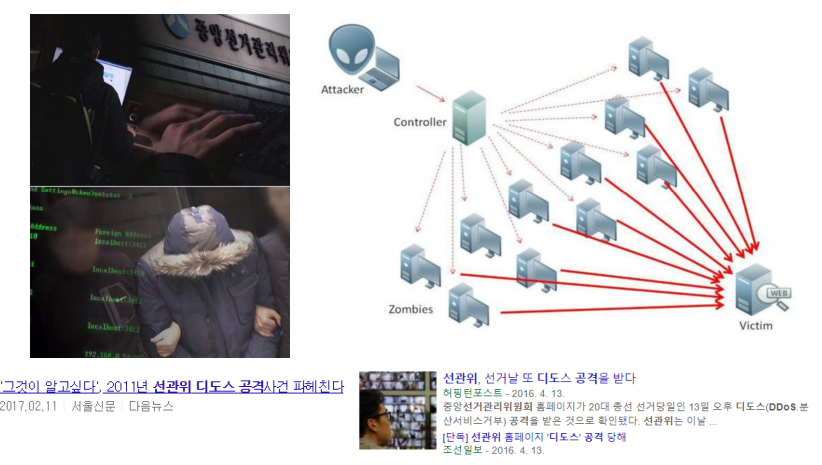 중앙선거관리위
Attacker
Controller
Zombies
WEB
Victim
Foreign Address
'그것이 알고싶다', 2011년 선관위 디도스 공격사건 파헤친다
2017.02.11 | 서울신문 | 다음뉴스
선관위, 선거날 또 디도스 공격을 받다
허핑턴포스트 - 2016. 4. 13.
중앙선거관리위원회 홈페이지가 20대 총선 선거당일인 13일 오후 디도스(DDoS.분
산서비스거부) 공격을 받은 것으로 확인됐다. 선관위는 이날 ...
[단독] 선관위 홈페이지 '디도스' 공격 당해
조선일보 - 2016. 4. 13.